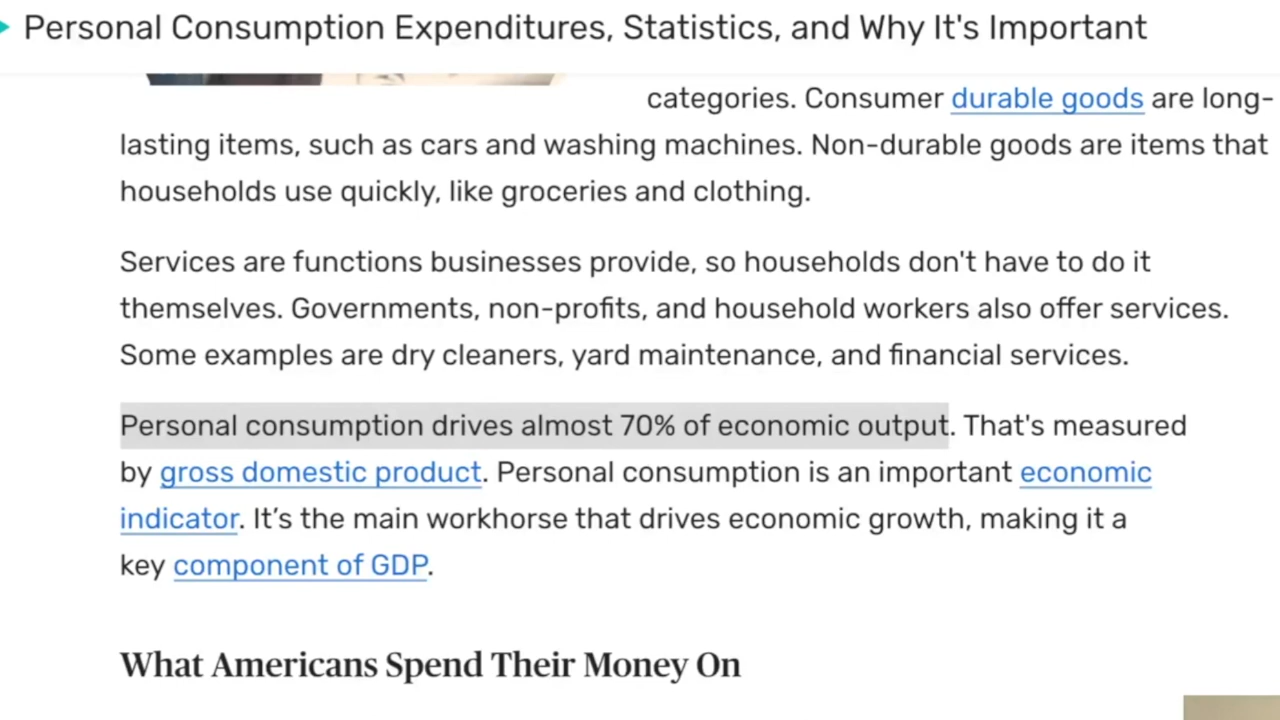 Personal Consumption Expenditures, Statistics, and Why It's Important
categories. Consumer durable goods are long-
lasting items, such as cars and washing machines. Non-durable goods are items that
households use quickly, like groceries and clothing.
Services are functions businesses provide, so households don't have to do it
themselves. Governments, non-profits, and household workers also offer services.
Some examples are dry cleaners, yard maintenance, and financial services.
Personal consumption drives almost 70% of economic output. That's measured
by gross domestic product. Personal consumption is an important economic
indicator. It’s the main workhorse that drives economic growth, making it a
key component of GDP.
What Americans Spend Their Money On